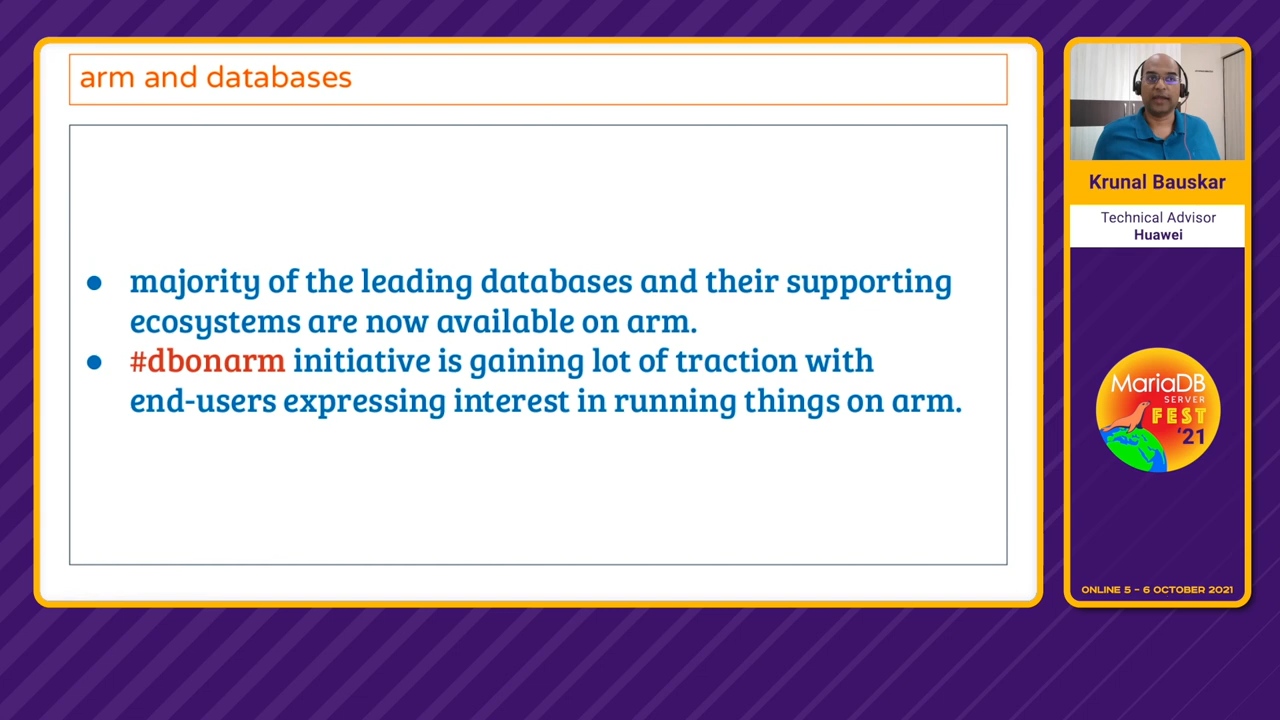 arm and databases
● majority of the leading databases and their supporting
ecosystems are now available on arm.
● #dbonarm initiative is gaining lot of traction with
end-users expressing interest in running things on arm.
Krunal Bauskar
Technical Advisor
Huawei
MariaDB
SERVER
FEST
'21
ONLINE 5 – 6 OCTOBER 2021